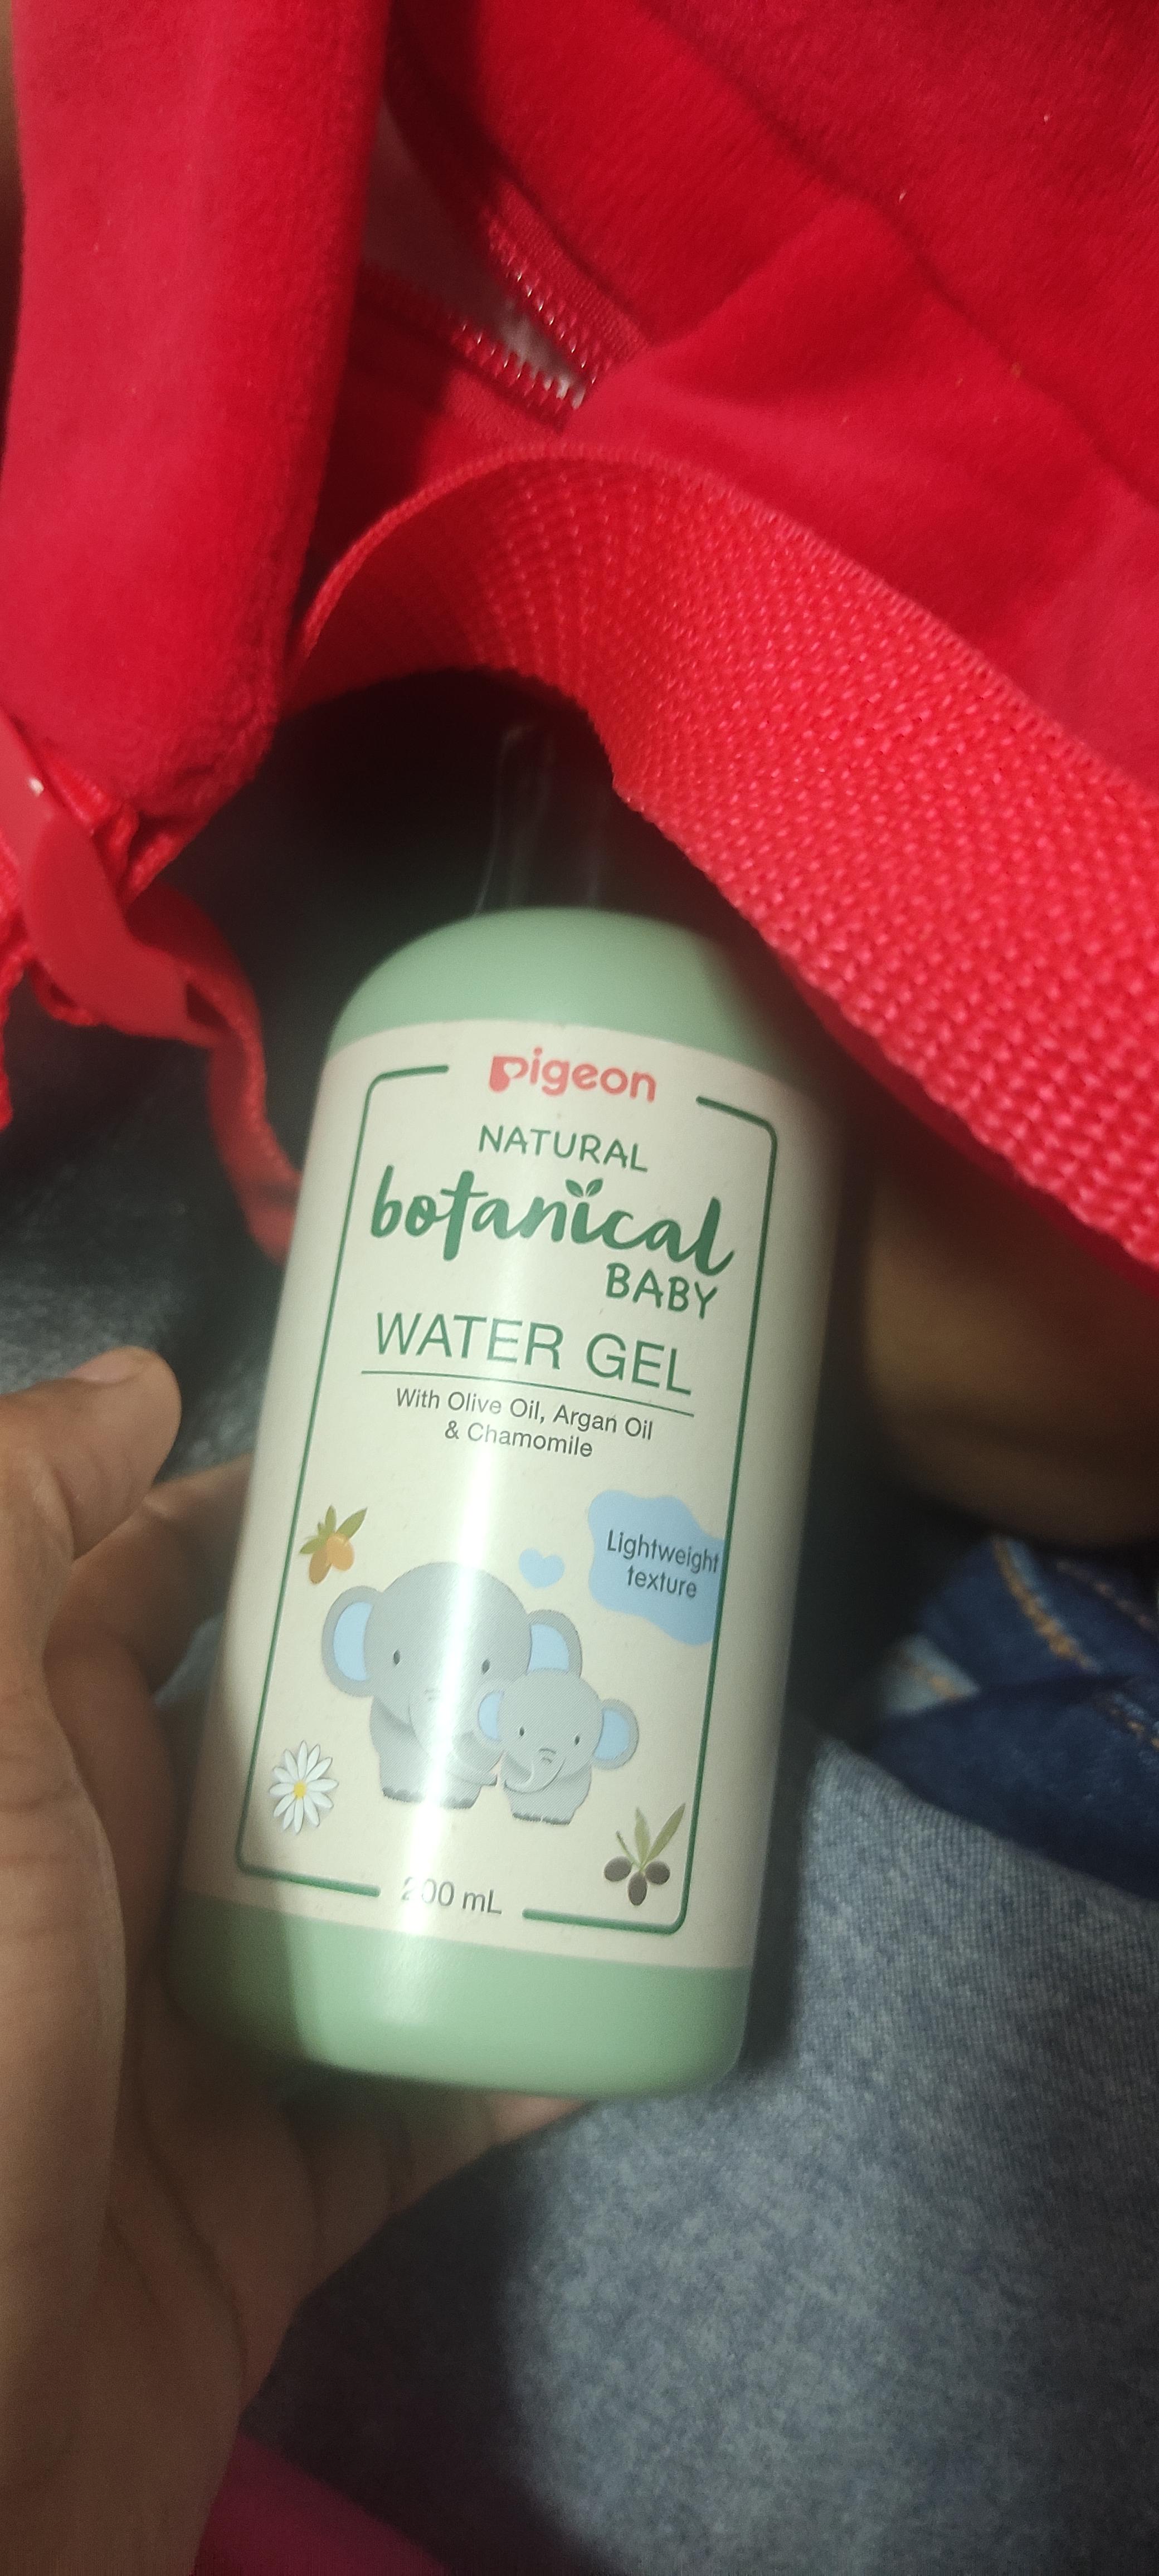 pigeon
NATURAL
botanical
BABY
WATER GEL
With Olive Oil, Argan Oil
& Chamomile
Lightweight
texture
200 mL